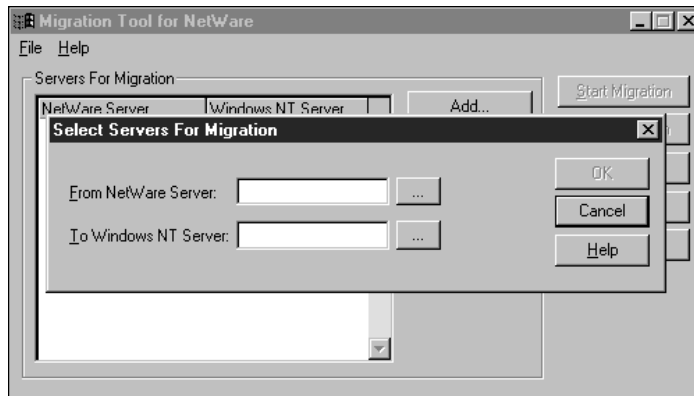 Migration Tool for NetWare
File Help
Servers For Migration
NetWare Server Windows NT Server
Add...
Start Migration
Select Servers For Migration
From NetWare Server:
...
OK
To Windows NT Server:
...
Cancel
Help